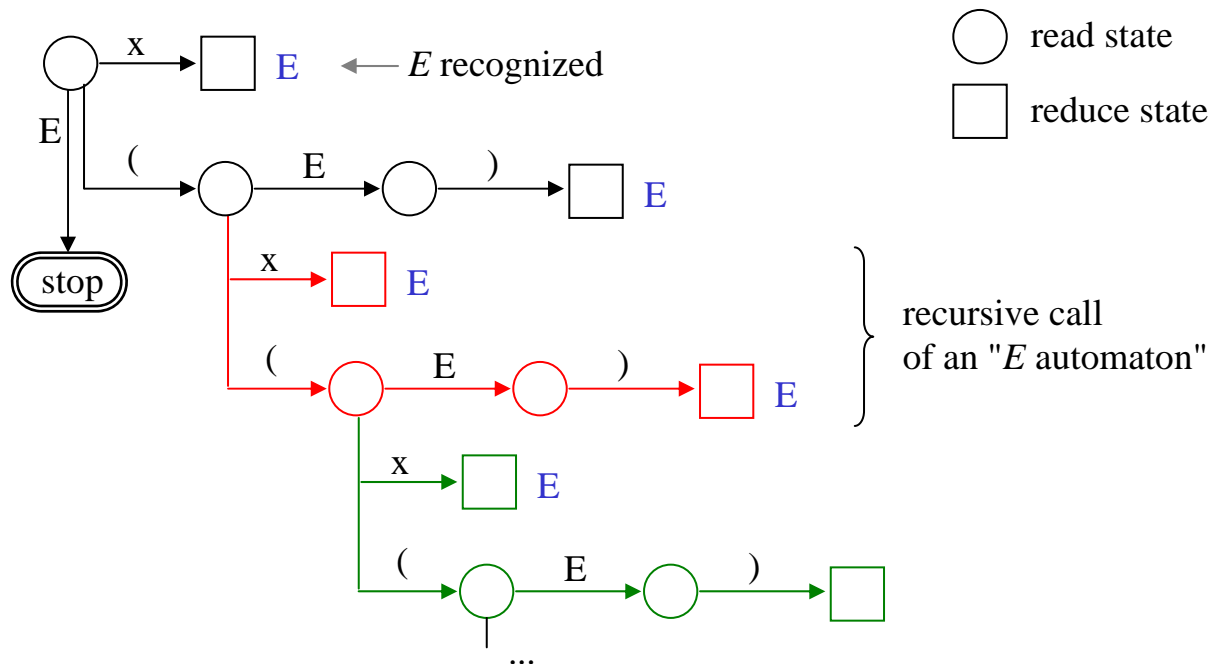 x
E
E recognized
read state
reduce state
E
(
E
)
E
stop
x
E
recursive call
of an "E automaton"
(
E
)
E
x
E
(
E
)
...